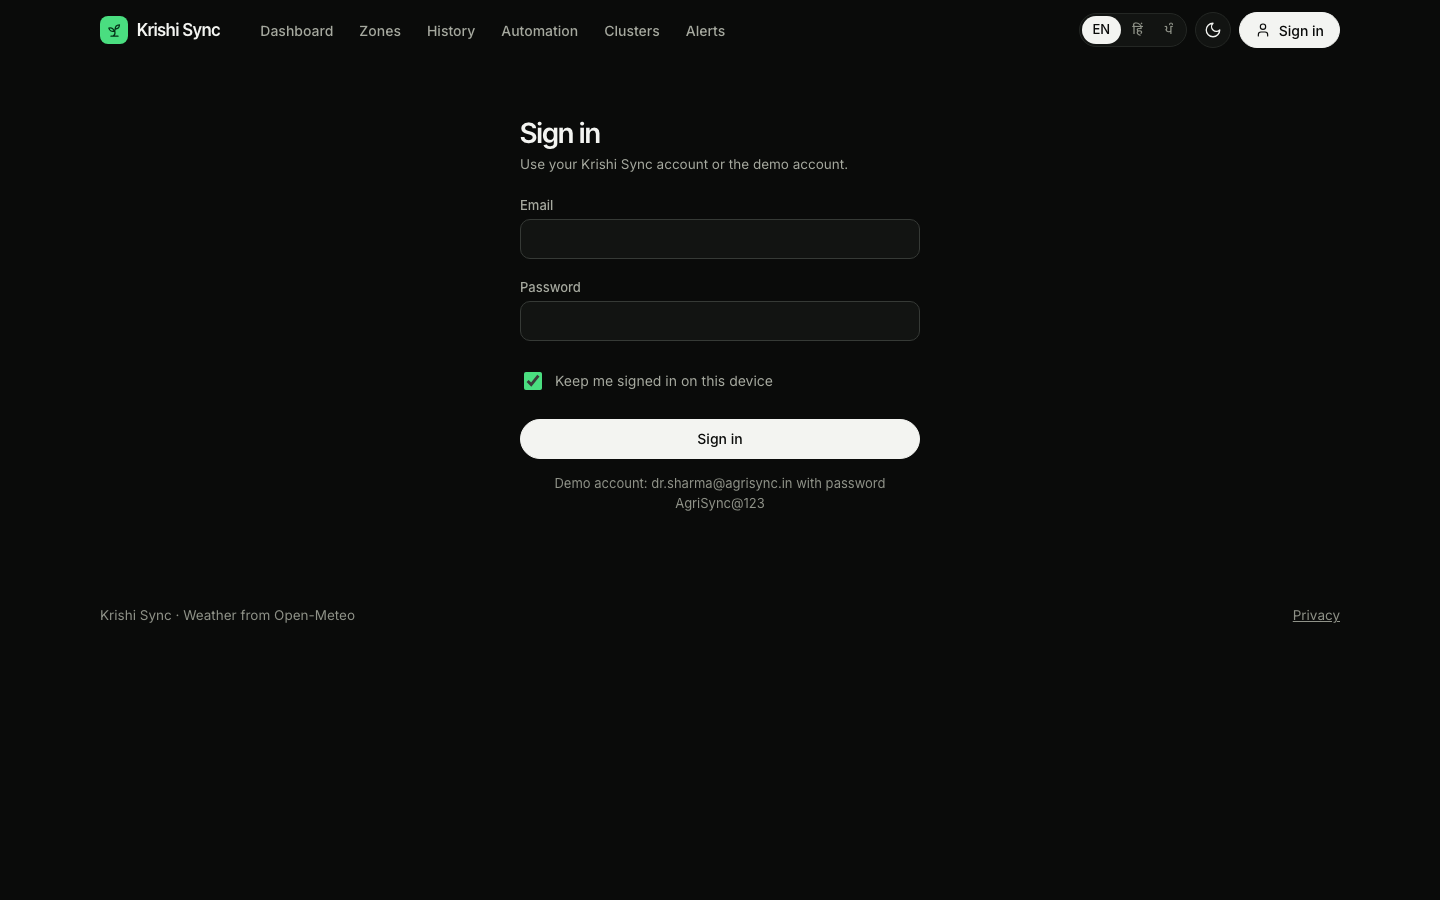 Krishi Sync
Dashboard Zones History Automation Clusters Alerts
EN हिं ਪੰ Sign in
Sign in
Use your Krishi Sync account or the demo account.
Email
Password
Keep me signed in on this device
Sign in
Demo account: dr.sharma@agrisync.in with password
AgriSync@123
Krishi Sync · Weather from Open-Meteo
Privacy